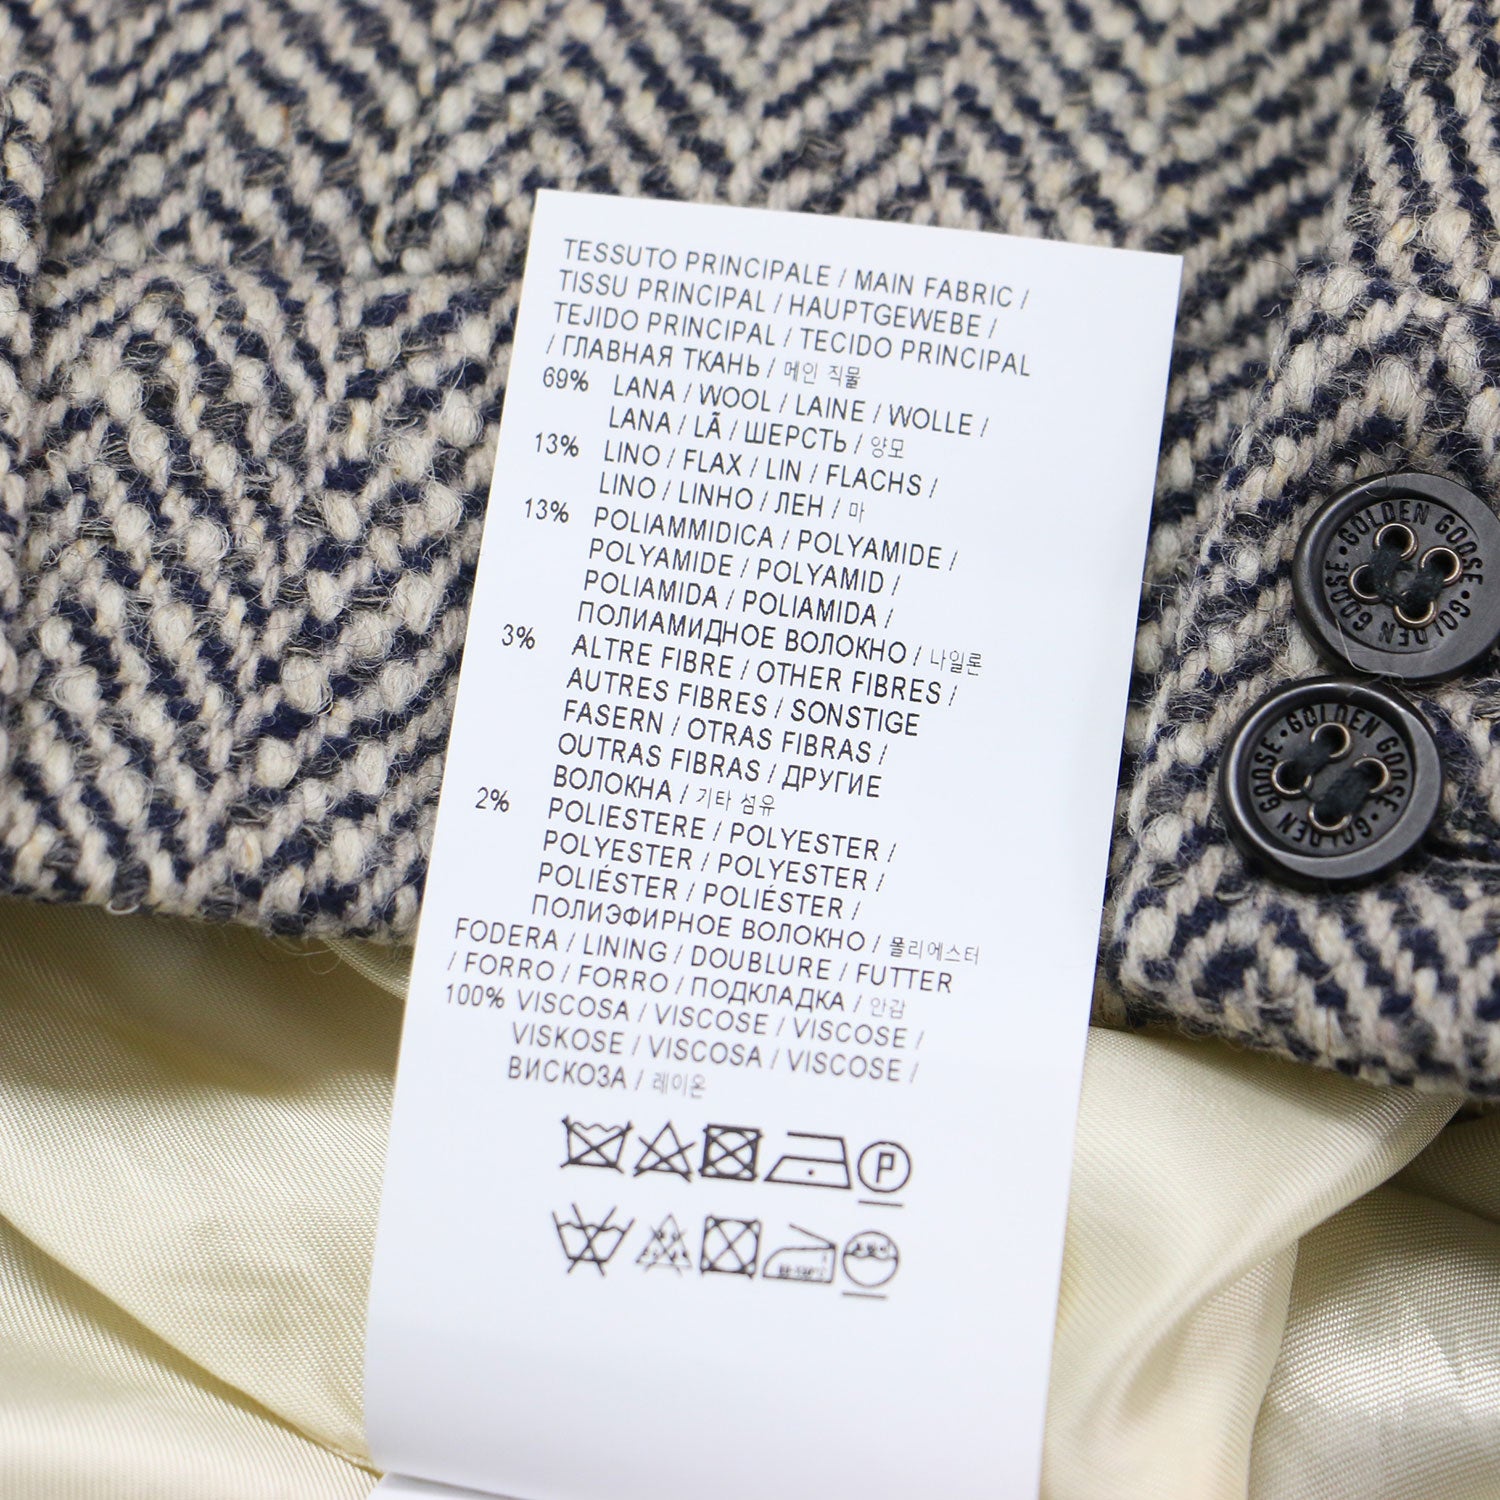 TESSUTO PRINCIPALE / MAIN FABRIC /
TISSU PRINCIPAL / HAUPTGEWEBE /
TEJIDO PRINCIPAL / TECIDO PRINCIPAL
/ ГЛАВНАЯ ТКАНЬ / 메인 직물
69% LANA / WOOL / LAINE / WOLLE /
LANA / LÃ / ШЕРСТЬ / 양모
13% LINO / FLAX / LIN / FLACHS /
LINO / LINHO / ЛЕН / 마
13% POLIAMMIDICA / POLYAMIDE /
POLYAMIDE / POLYAMID /
POLIAMIDA / POLIAMIDA /
ПОЛИАМИДНОЕ ВОЛОКНО / 나일론
3% ALTRE FIBRE / OTHER FIBRES /
AUTRES FIBRES / SONSTIGE
FASERN / OTRAS FIBRAS /
OUTRAS FIBRAS / ДРУГИЕ
ВОЛОКНА / 기타 섬유
2% POLIESTERE / POLYESTER /
POLYESTER / POLYESTER /
POLIÉSTER / POLIÉSTER /
ПОЛИЭФИРНОЕ ВОЛОКНО / 폴리에스터
FODERA / LINING / DOUBLURE / FUTTER
/ FORRO / FORRO / ПОДКЛАДКА / 안감
100% VISCOSA / VISCOSE / VISCOSE /
VISKOSE / VISCOSA / VISCOSE /
ВИСКОЗА / 레이온
P
GOLDEN GOOSE • GOLDEN GOOSE •
GOLDEN GOOSE • GOLDEN GOOSE •